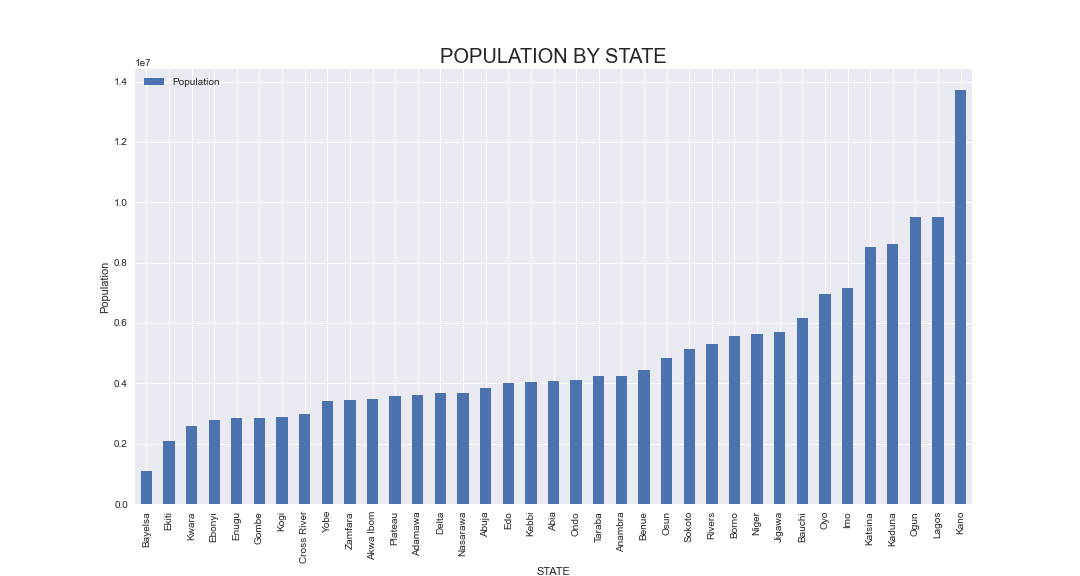 POPULATION BY STATE
1e7
1.4
Population
1.2
1.0
0.8
Population
0.6
0.4
0.2
0.0
Bayelsa
Ekiti
Kwara
Ebonyi
Enugu
Gombe
Kogi
Cross River
Yobe
Zamfara
Akwa Ibom
Plateau
Adamawa
Delta
Nasarawa
Abuja
Edo
Kebbi
Abia
Ondo
Taraba
Anambra
Benue
Osun
Sokoto
Rivers
Borno
Niger
Jigawa
Bauchi
Oyo
Imo
Katsina
Kaduna
Ogun
Lagos
Kano
STATE